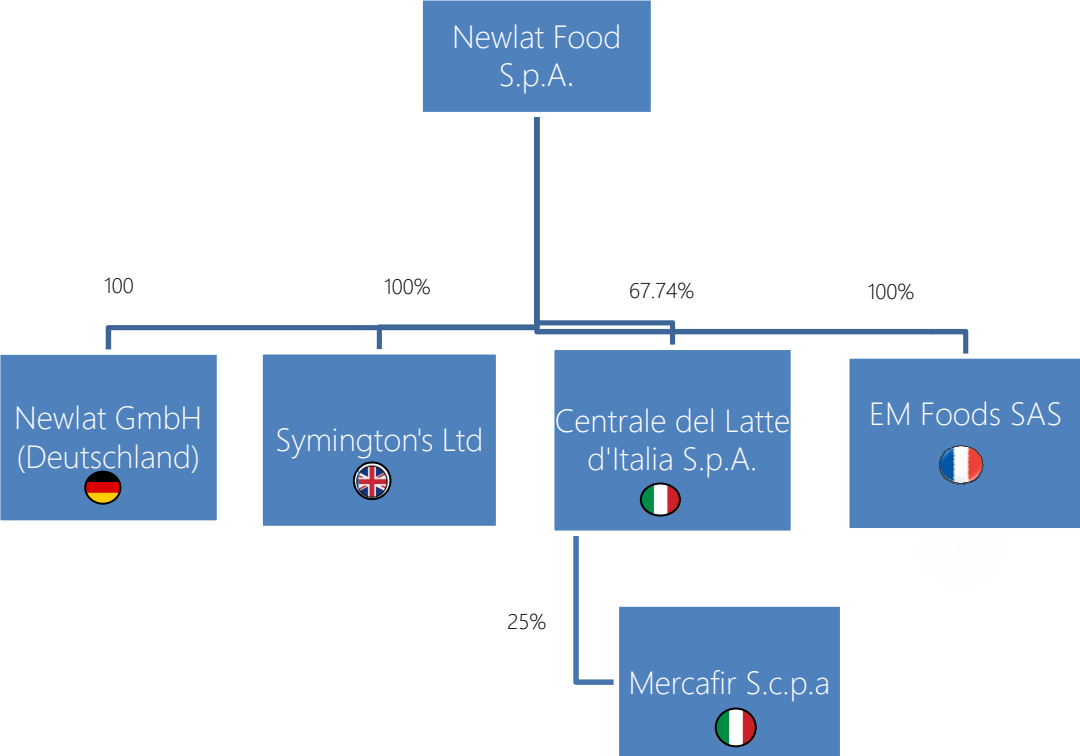 Newlat Food
S.p.A.
100
100%
67.74%
100%
Newlat GmbH
(Deutschland)
Symington's Ltd
Centrale del Latte
d'Italia S.p.A.
EM Foods SAS
25%
Mercafir S.c.p.a